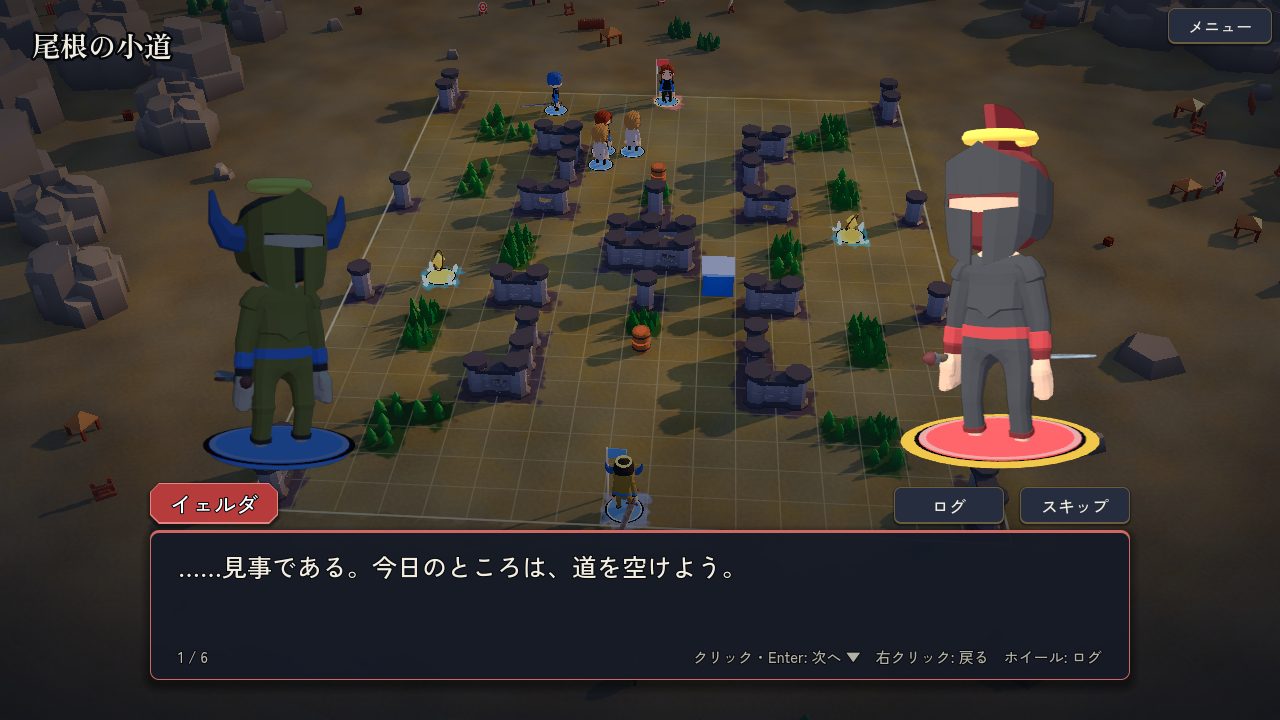 尾根の小道
メニュー
イェルダ
ログ
スキップ
……見事である。今日のところは、道を空けよう。
1 / 6
クリック・Enter: 次へ ▼ 右クリック: 戻る ホイール: ログ